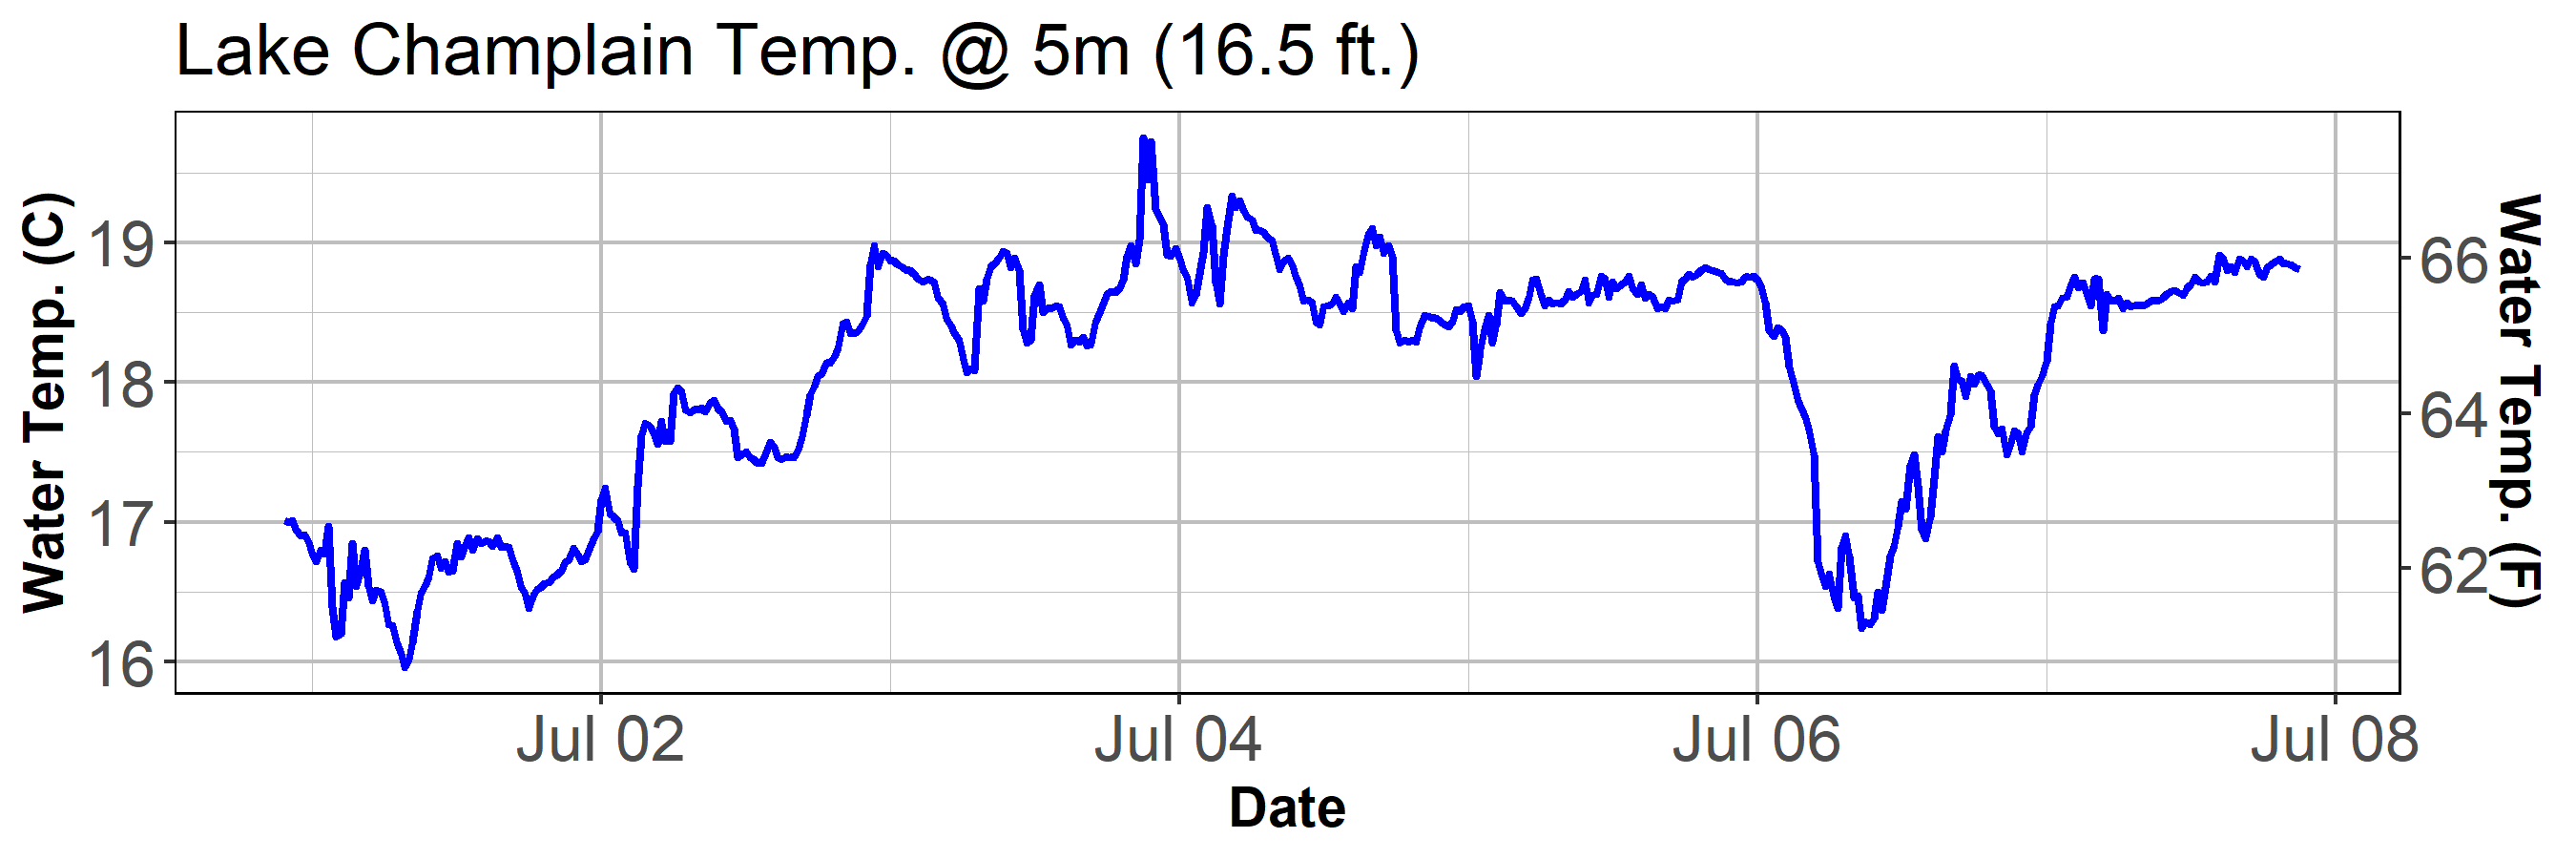 Lake Champlain Temp. @ 5m (16.5 ft.)
Water Temp. (C)
19
18
17
16
66
64
62
Water Temp. (F)
Jul 02 Jul 04 Jul 06 Jul 08
Date